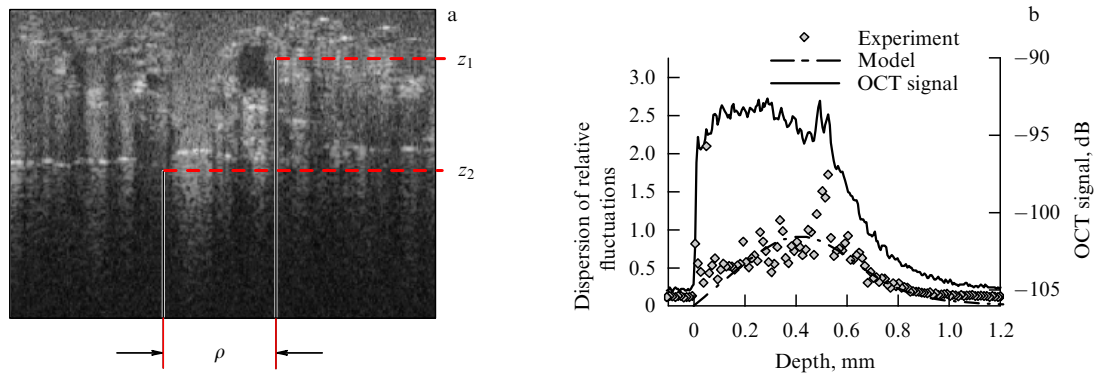 a
z1
z2
ρ
b
Experiment
Model
OCT signal
Dispersion of relative
fluctuations
3.0
2.5
2.0
1.5
1.0
0.5
0
0 0.2 0.4 0.6 0.8 1.0 1.2
Depth, mm
−90
−95
−100
−105
OCT signal, dB